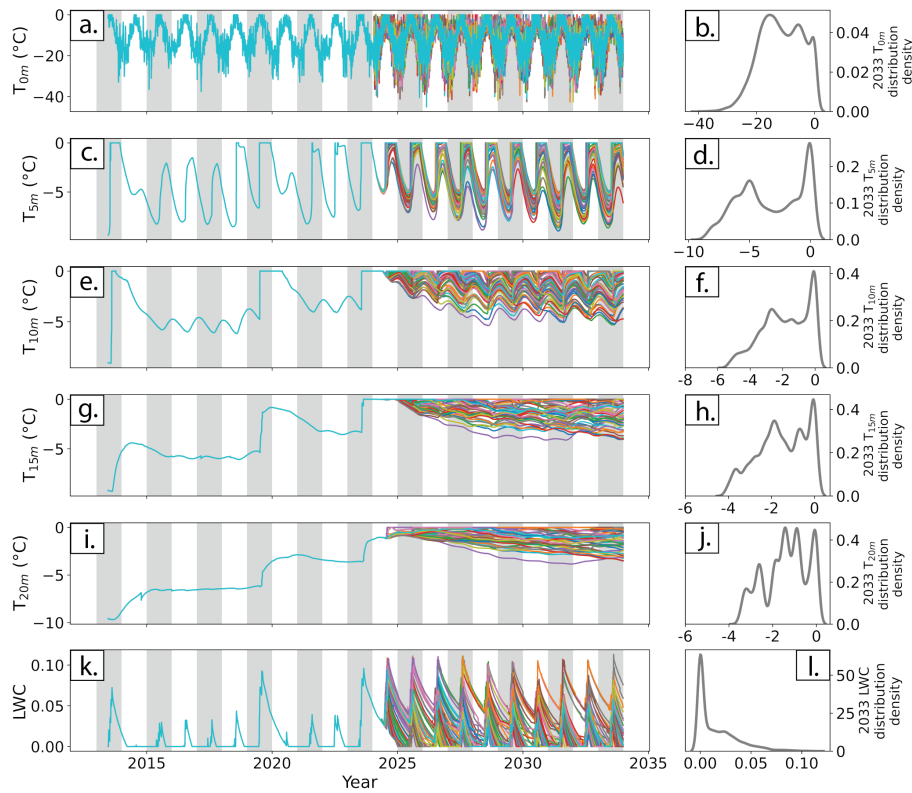 a.
T0m (°C)
0
−20
−40
b.
0.04
0.02
0.00
−40
−20
0
2033 T0m
distribution
density
c.
T5m (°C)
0
−5
d.
0.2
0.1
0.0
−10
−5
0
2033 T5m
distribution
density
e.
T10m (°C)
0
−5
f.
0.4
0.2
0.0
-8
-6
-4
-2
0
2033 T10m
distribution
density
g.
T15m (°C)
0
−5
h.
0.4
0.2
0.0
-6
-4
-2
0
2033 T15m
distribution
density
i.
T20m (°C)
0
−5
−10
j.
0.4
0.2
0.0
-6
-4
-2
0
2033 T20m
distribution
density
k.
LWC
0.10
0.05
0.00
2015
2020
2025
2030
2035
Year
l.
50
25
0
0.00
0.05
0.10
2033 LWC
distribution
density